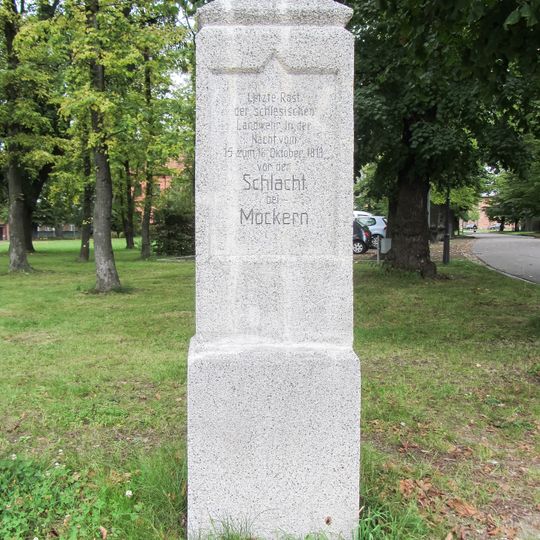 Letzte Rast
der schlesischen
Landwehr in der
Nacht vom
15 zum 16 Oktober 1813
vor der
Schlacht
bei
Möckern